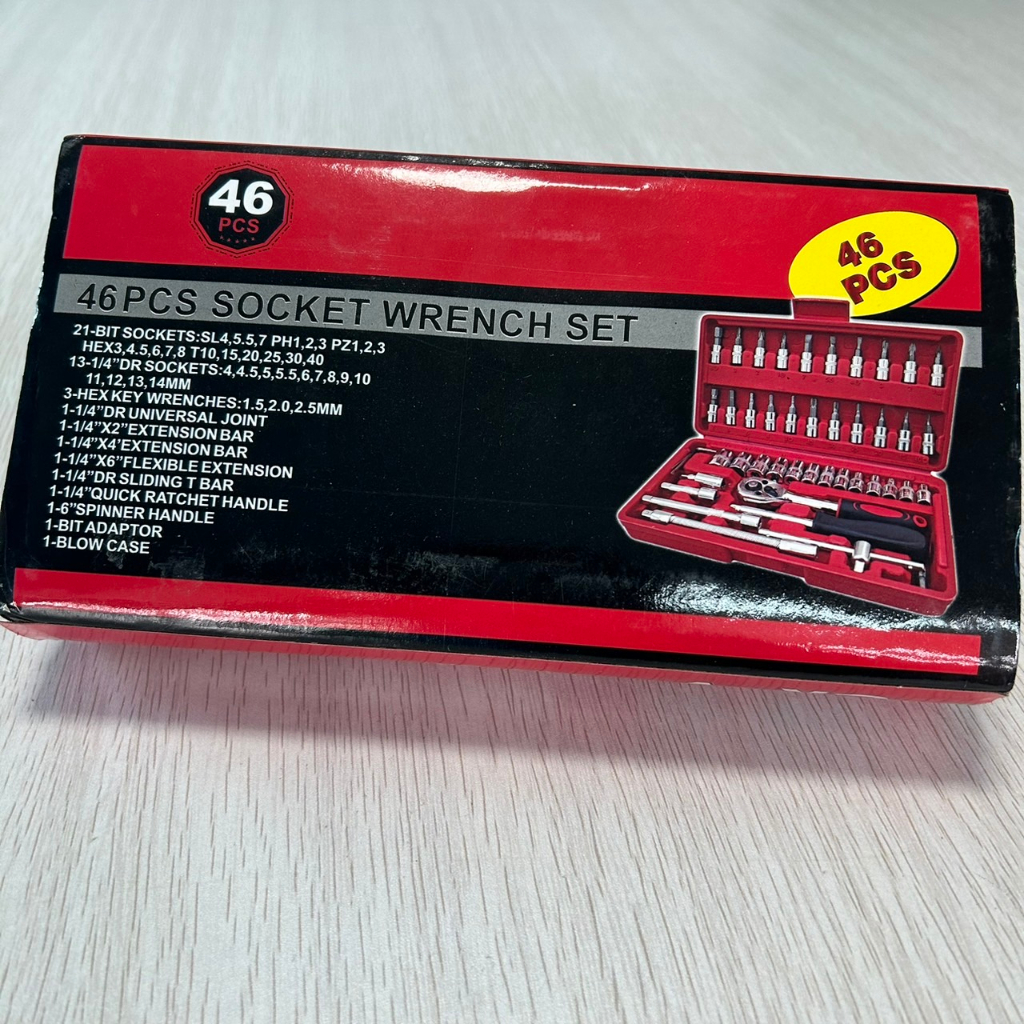 46
PCS
46
PCS
46PCS SOCKET WRENCH SET
21-BIT SOCKETS:SL4,5.5,7 PH1,2,3 PZ1,2,3
HEX3,4.5,6,7,8 T10,15,20,25,30,40
13-1/4"DR SOCKETS:4,4.5,5,5.5,6,7,8,9,10
11,12,13,14MM
3-HEX KEY WRENCHES:1.5,2.0,2.5MM
1-1/4"DR UNIVERSAL JOINT
1-1/4"X2"EXTENSION BAR
1-1/4"X4'EXTENSION BAR
1-1/4"X6"FLEXIBLE EXTENSION
1-1/4"DR SLIDING T BAR
1-1/4"QUICK RATCHET HANDLE
1-6"SPINNER HANDLE
1-BIT ADAPTOR
1-BLOW CASE